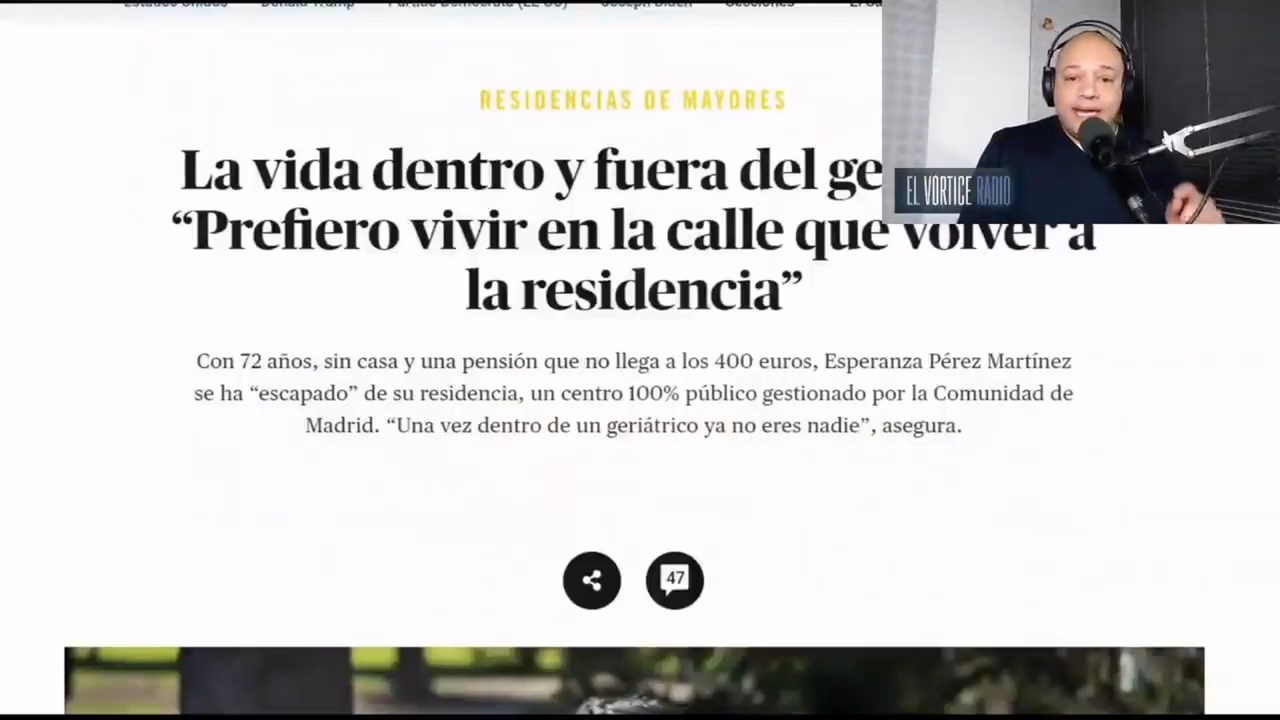 Estados Unidos Donald Trump Partido Demócrata (EE UU) Joseph Biden Secciones
RESIDENCIAS DE MAYORES
La vida dentro y fuera del ge
“Prefiero vivir en la calle que volver a
la residencia”
Con 72 años, sin casa y una pensión que no llega a los 400 euros, Esperanza Pérez Martínez
se ha “escapado” de su residencia, un centro 100% público gestionado por la Comunidad de
Madrid. “Una vez dentro de un geriátrico ya no eres nadie”, asegura.
47
EL VÓRTICE RADIO